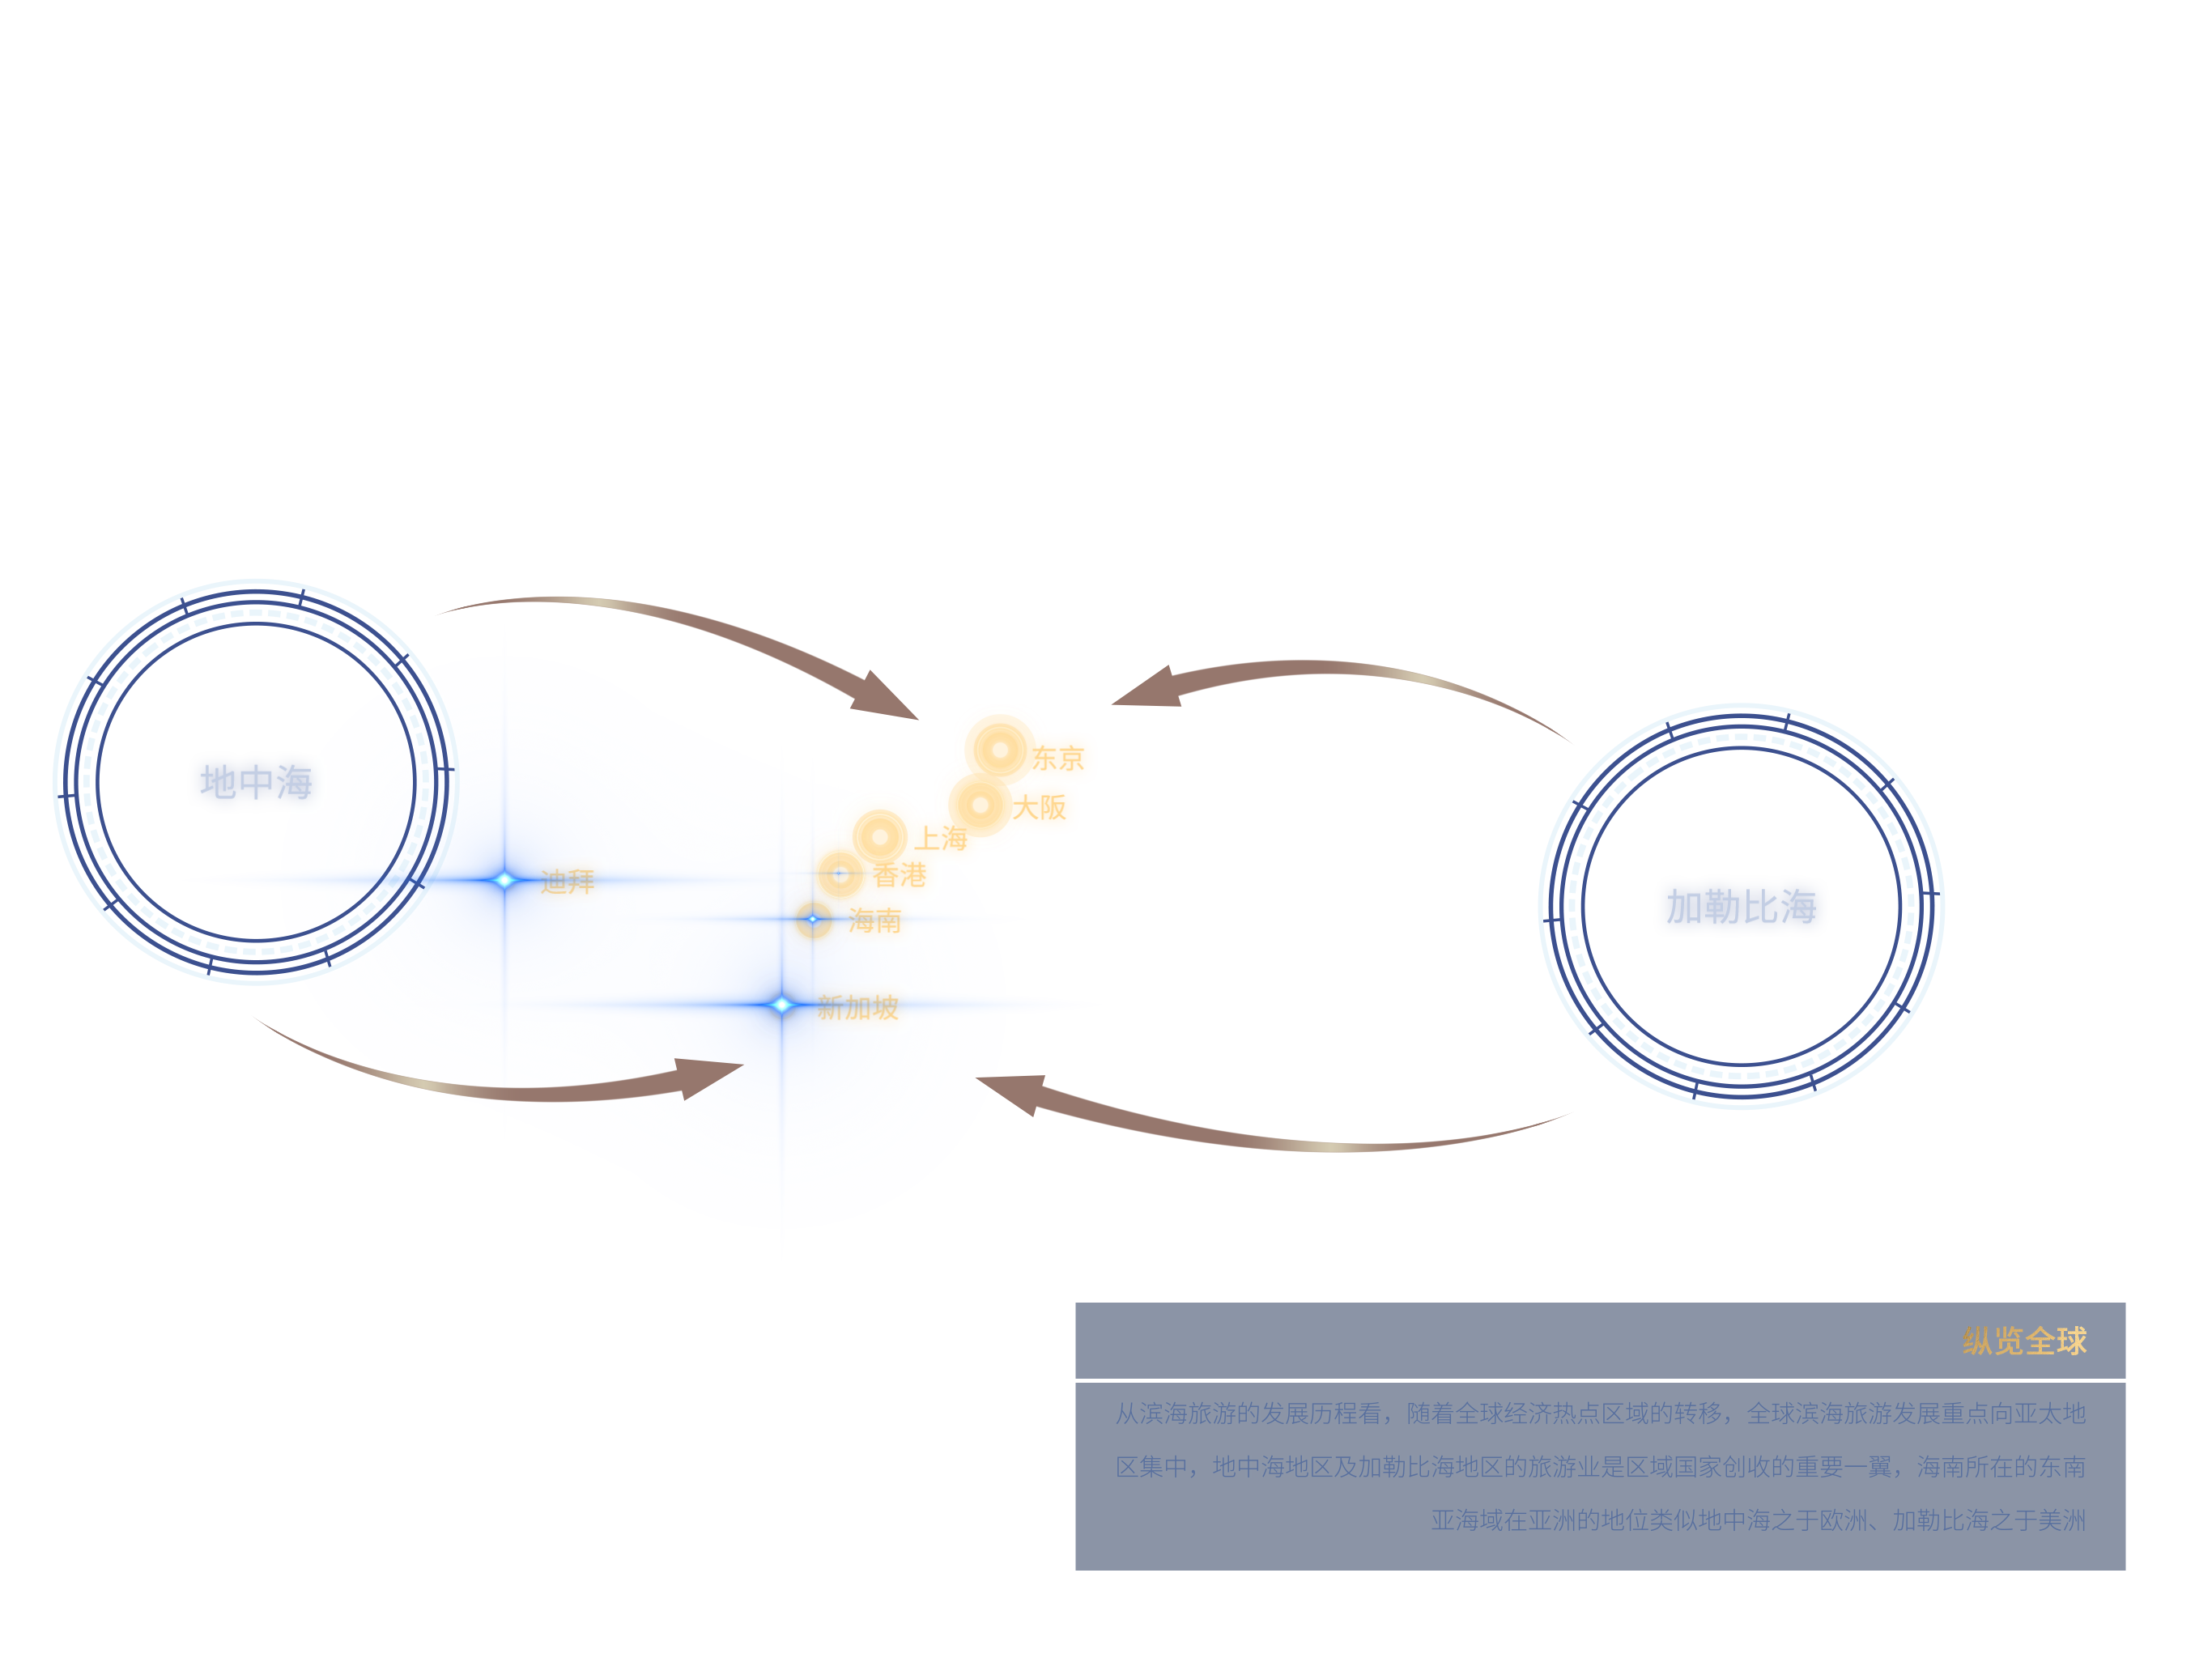 东京
地中海
大阪
上海
香港
迪拜
加勒比海
海南
新加坡
纵览全球
从滨海旅游的发展历程看，随着全球经济热点区域的转移，全球滨海旅游发展重点向亚太地
区集中，地中海地区及加勒比海地区的旅游业是区域国家创收的重要一翼，海南所在的东南
亚海域在亚洲的地位类似地中海之于欧洲、加勒比海之于美洲